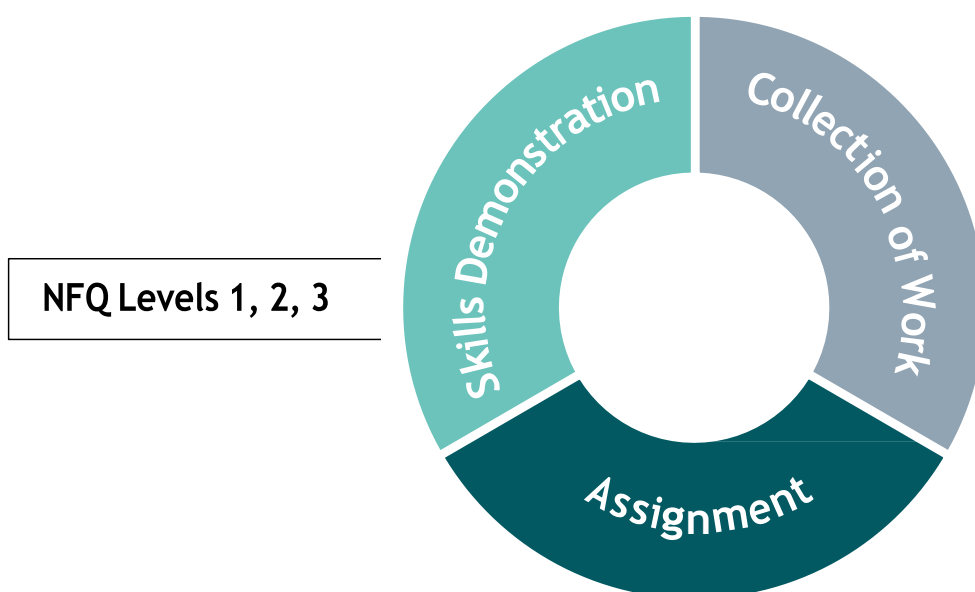 NFQ Levels 1, 2, 3
Skills Demonstration
Collection of Work
Assignment